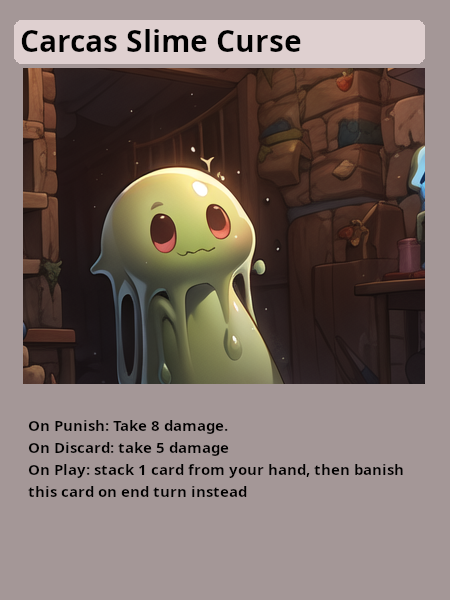 Carcas Slime Curse
On Punish: Take 8 damage.
On Discard: take 5 damage
On Play: stack 1 card from your hand, then banish
this card on end turn instead